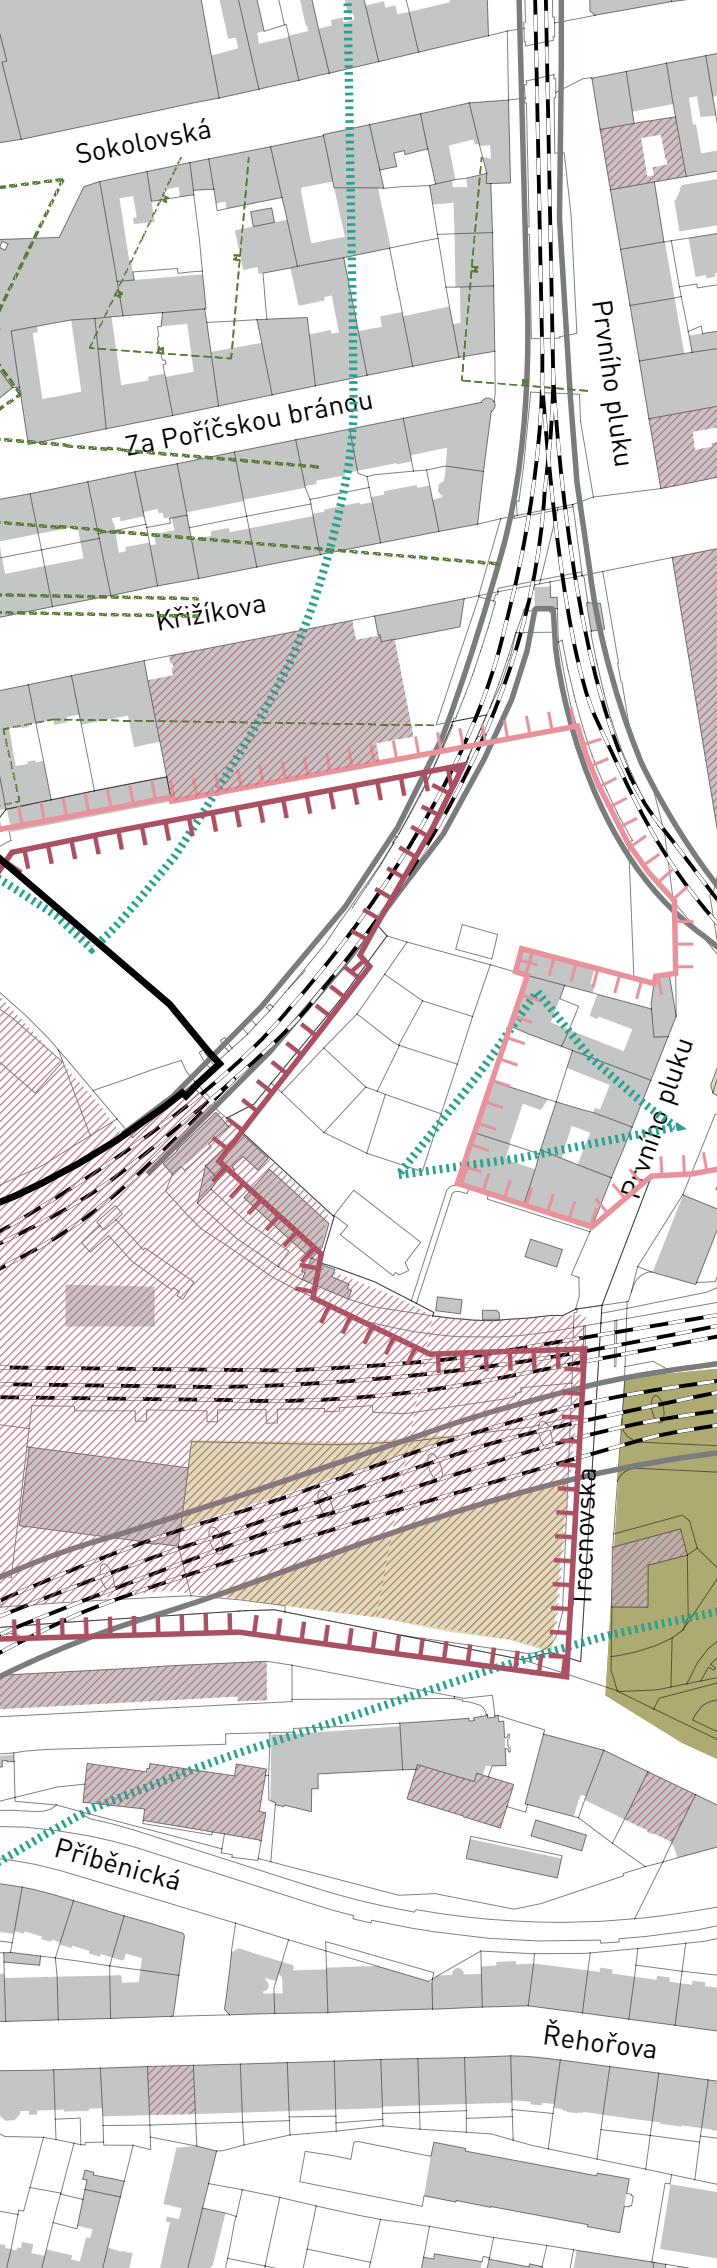 Sokolovská
Prvního pluku
Za Poříčskou bránou
Křižíkova
Prvního pluku
Trocnovská
Příběnická
Řehořova